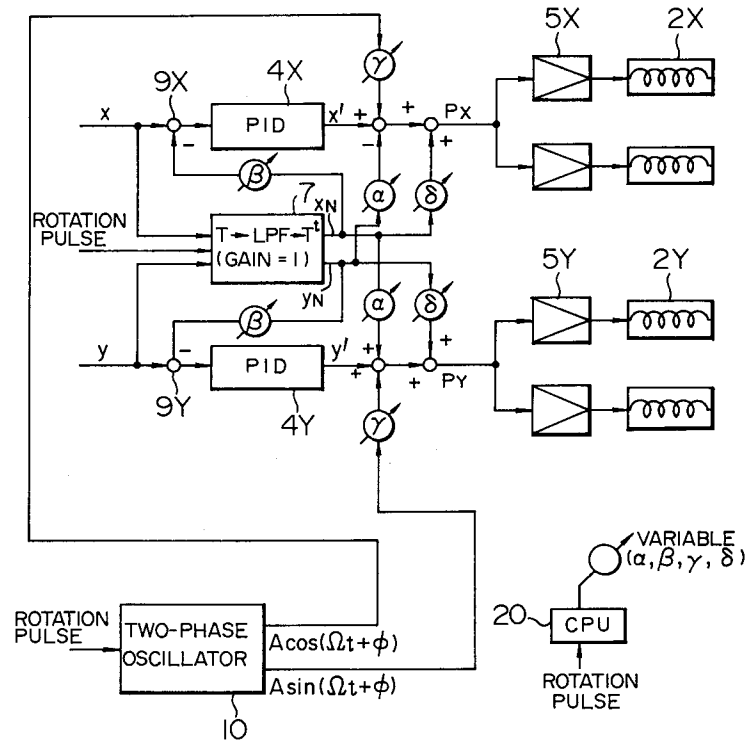 5X
2X
γ
9X
4X
x
PID
x'
+
+
+
Px
−
−
+
β
α
δ
7
xN
ROTATION
PULSE
T→LPF→Tᵗ
(GAIN = 1)
yN
α
δ
5Y
2Y
β
+
+
y
−
PID
y'
+
+
PY
9Y
4Y
γ
VARIABLE
(α, β, γ, δ)
20
CPU
ROTATION
PULSE
ROTATION
PULSE
TWO-PHASE
OSCILLATOR
Acos(Ωt+ϕ)
Asin(Ωt+ϕ)
10